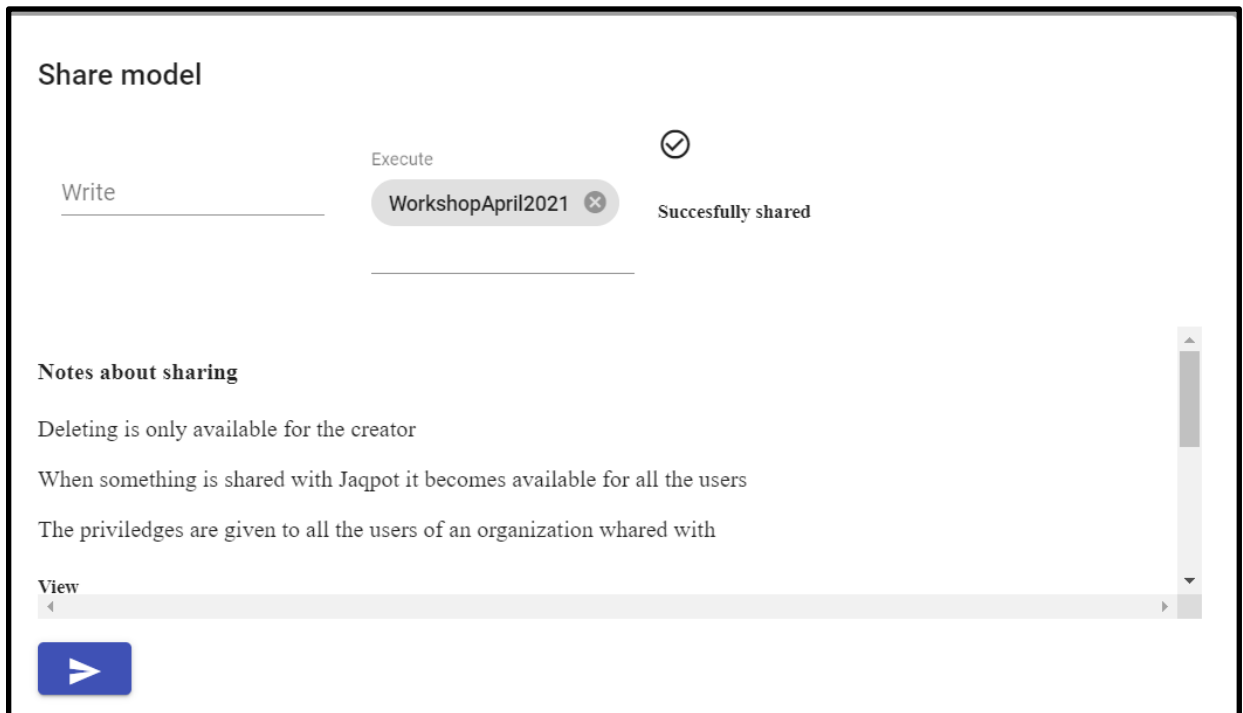 Share model
Write
Execute
WorkshopApril2021
Succesfully shared
Notes about sharing
Deleting is only available for the creator
When something is shared with Jaqpot it becomes available for all the users
The priviledges are given to all the users of an organization whared with
View